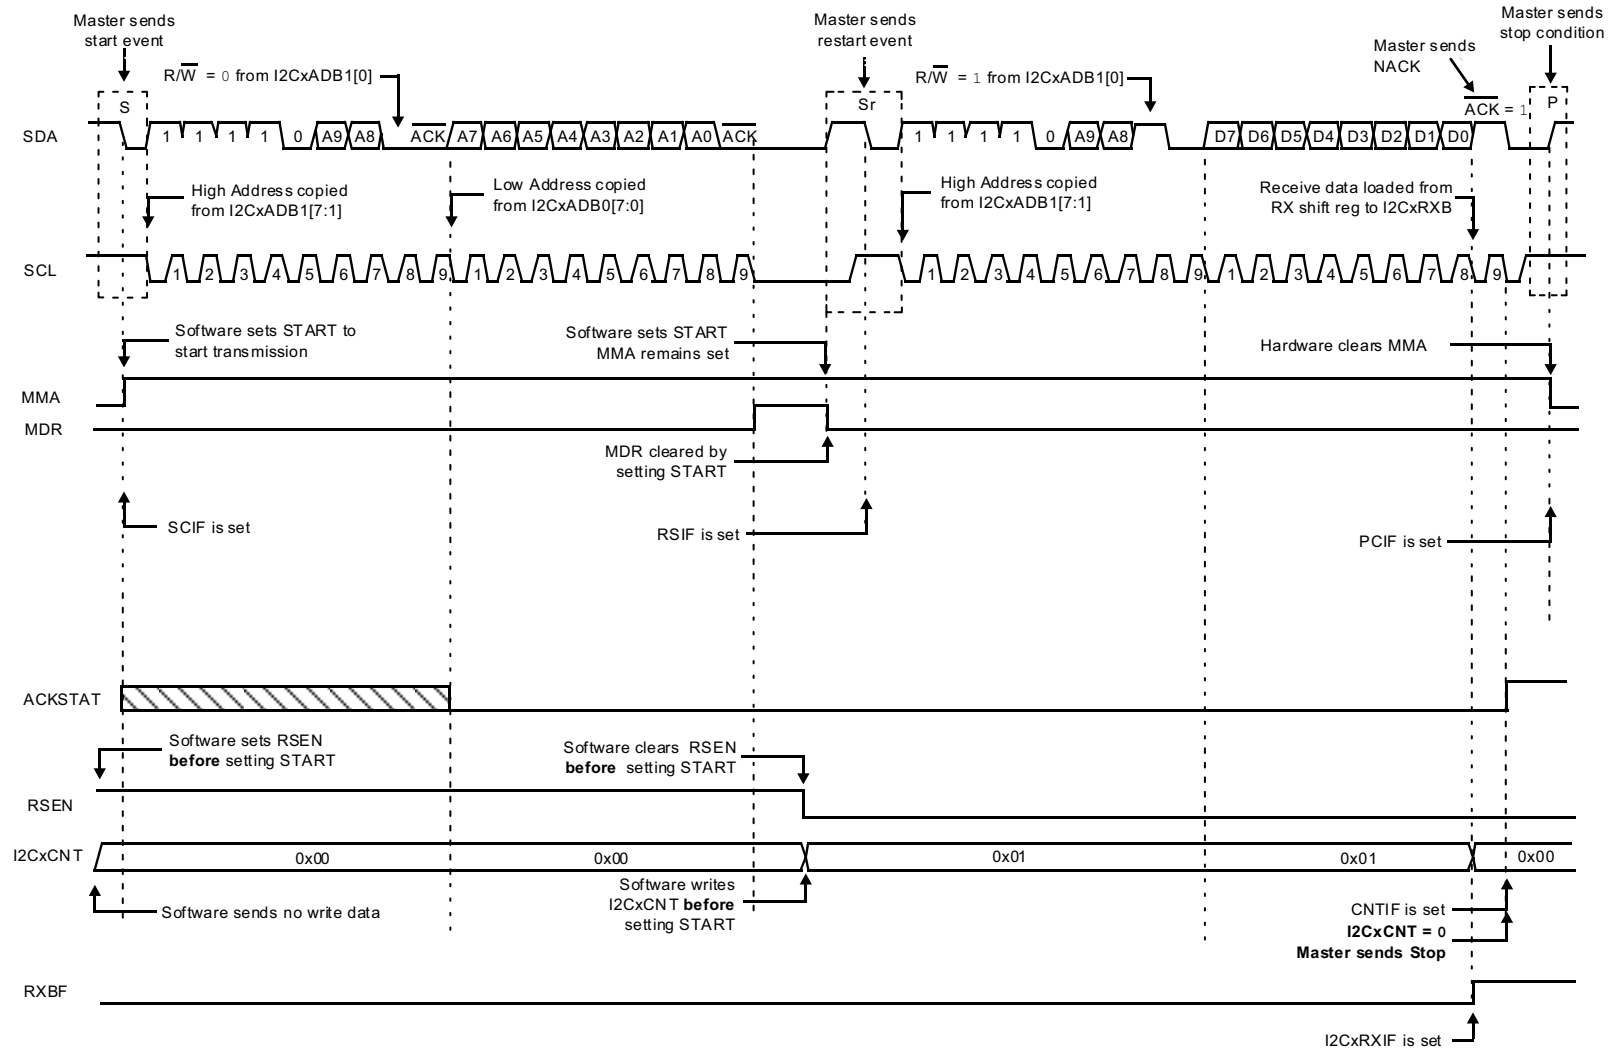 Master sends
start event
Master sends
restart event
Master sends
stop condition
Master sends
NACK
R/W = 0 from I2CxADB1[0]
R/W = 1 from I2CxADB1[0]
S
Sr
ACK = 1
P
SDA
1 1 1 1 0 A9 A8 ACK A7 A6 A5 A4 A3 A2 A1 A0 ACK
1 1 1 1 0 A9 A8
D7 D6 D5 D4 D3 D2 D1 D0
High Address copied
from I2CxADB1[7:1]
Low Address copied
from I2CxADB0[7:0]
High Address copied
from I2CxADB1[7:1]
Receive data loaded from
RX shift reg to I2CxRXB
SCL
1 2 3 4 5 6 7 8 9 1 2 3 4 5 6 7 8 9
1 2 3 4 5 6 7 8 9 1 2 3 4 5 6 7 8 9
Software sets START to
start transmission
Software sets START
MMA remains set
Hardware clears MMA
MMA
MDR
MDR cleared by
setting START
SCIF is set
RSIF is set
PCIF is set
ACKSTAT
Software sets RSEN
before setting START
Software clears RSEN
before setting START
RSEN
I2CxCNT
0x00
0x00
0x01
0x01
0x00
Software sends no write data
Software writes
I2CxCNT before
setting START
CNTIF is set
I2CxCNT = 0
Master sends Stop
RXBF
I2CxRXIF is set